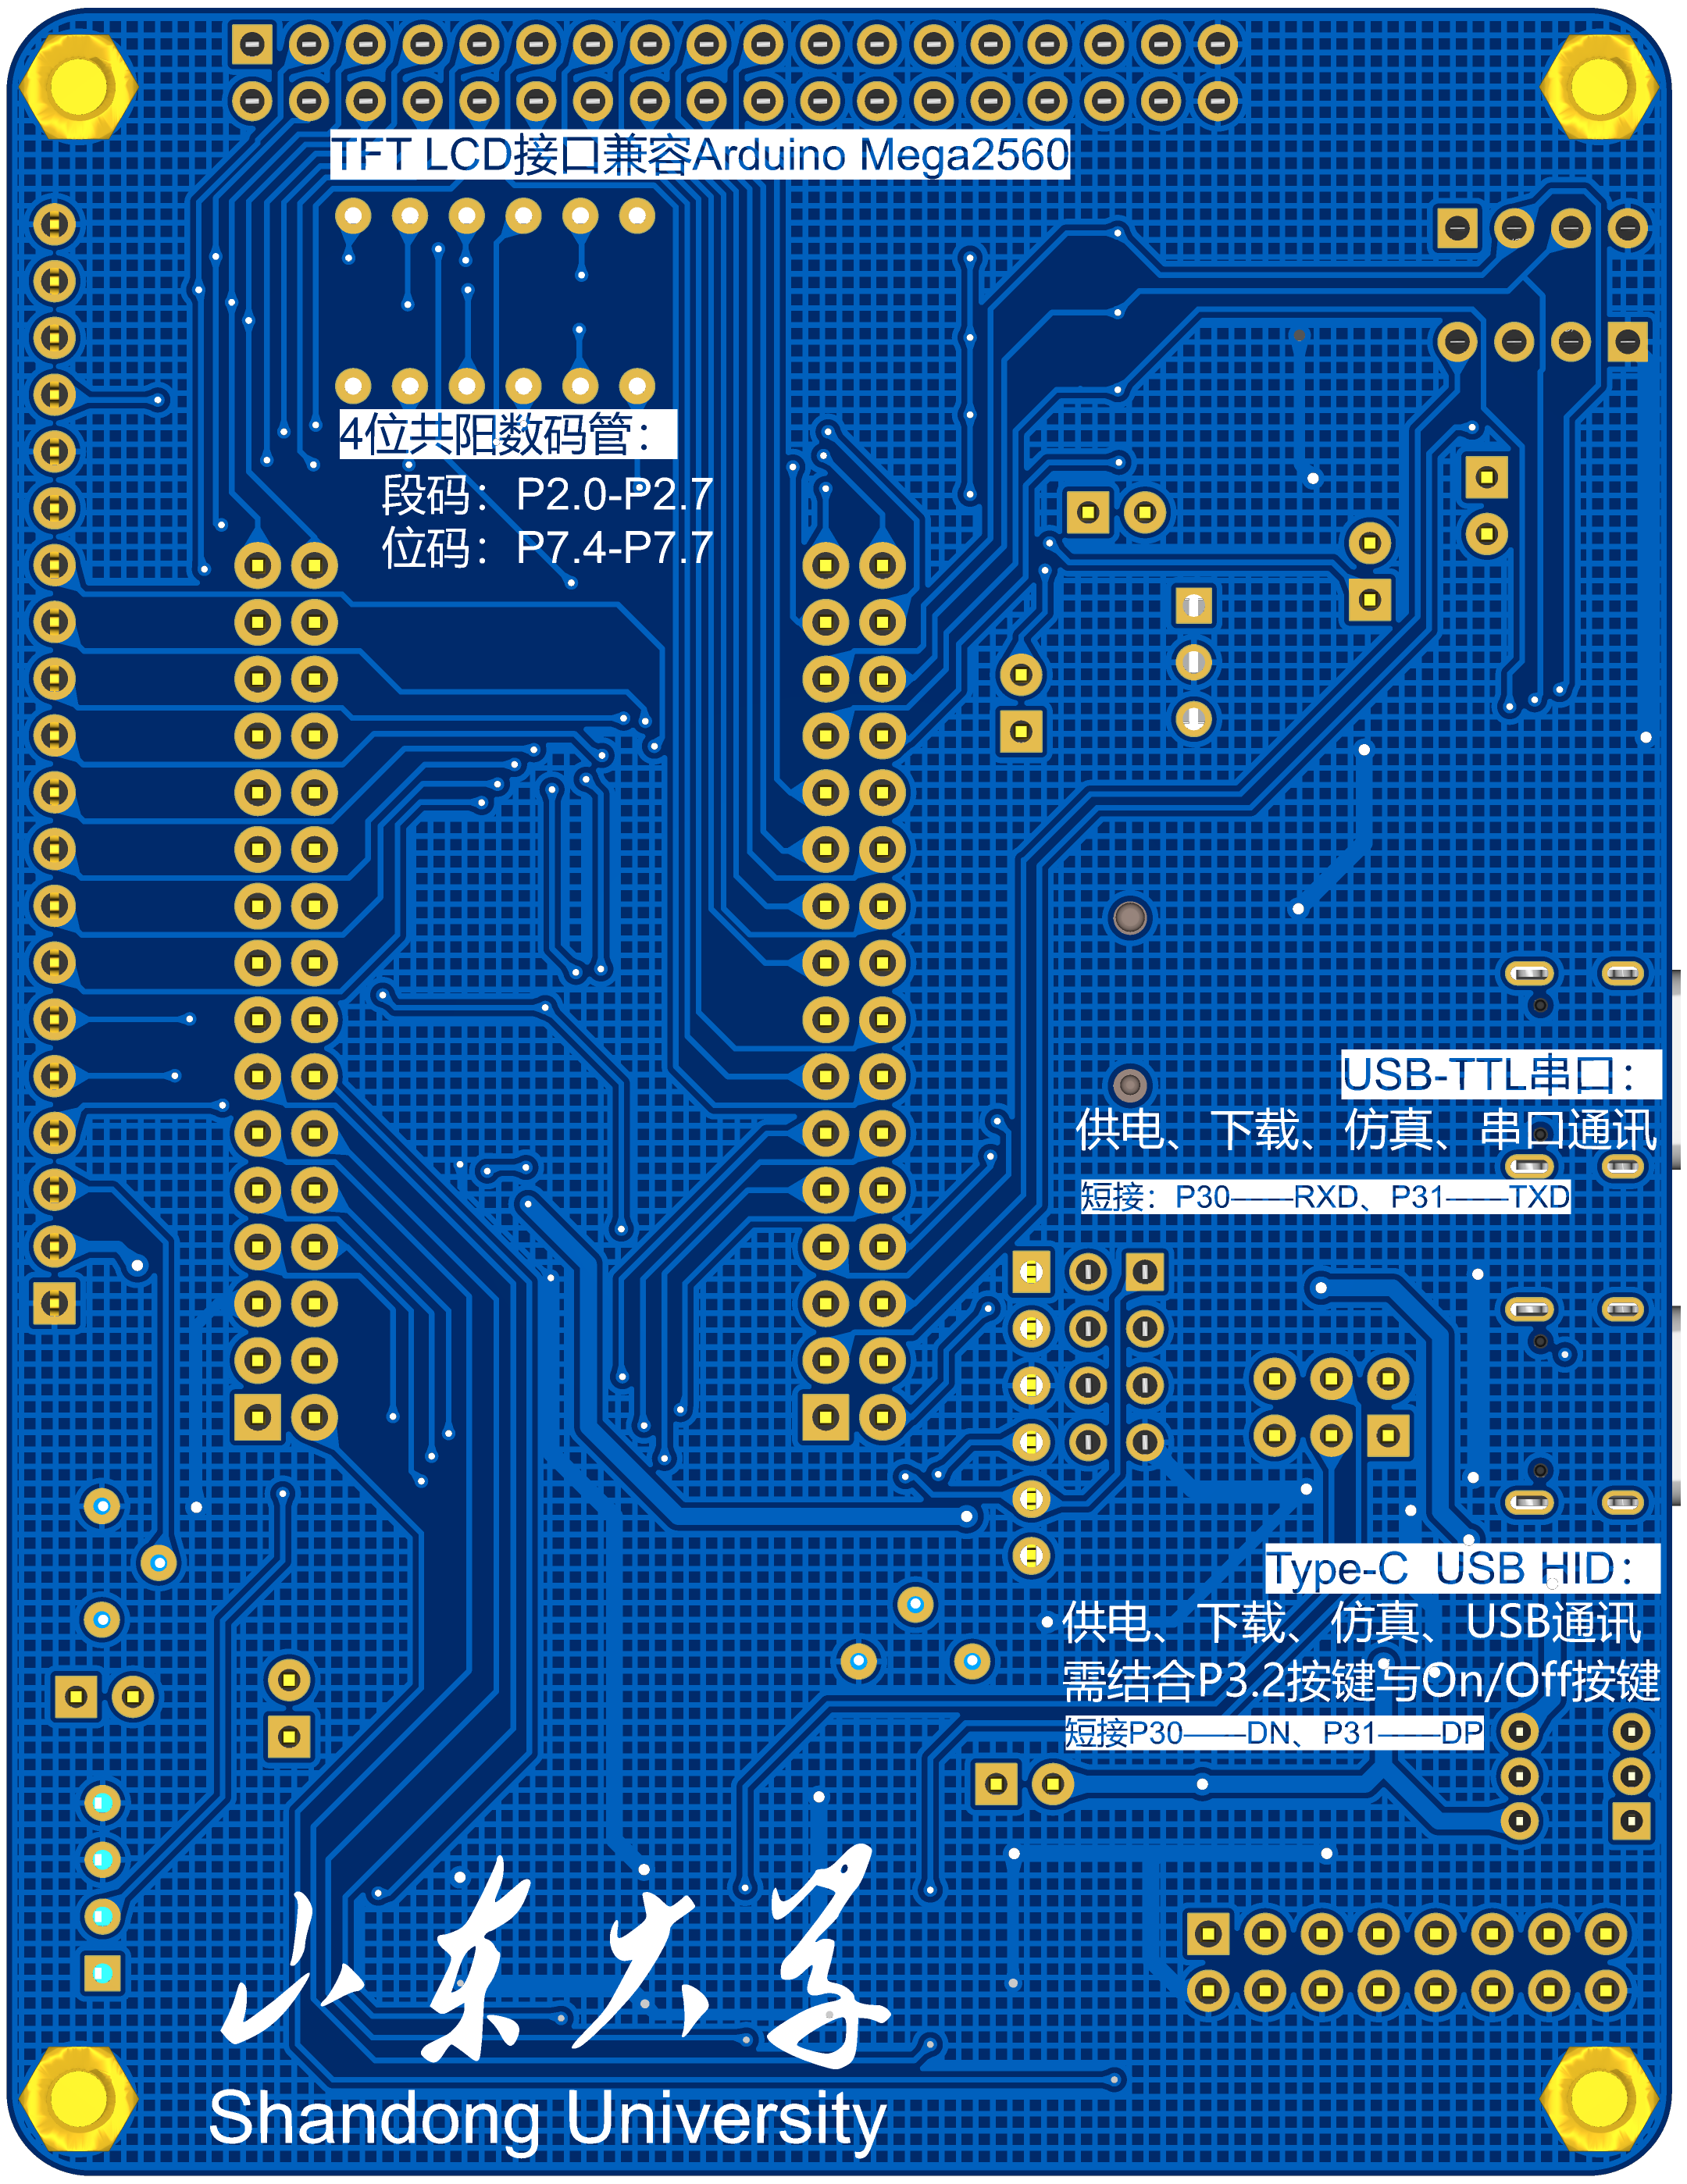 TFT LCD接口兼容Arduino Mega2560
4位共阳数码管：
段码：P2.0-P2.7
位码：P7.4-P7.7
USB-TTL串口：
供电、下载、仿真、串口通讯
短接：P30——RXD、P31——TXD
Type-C  USB HID：
供电、下载、仿真、USB通讯
需结合P3.2按键与On/Off按键
短接P30——DN、P31——DP
山东大学
Shandong University